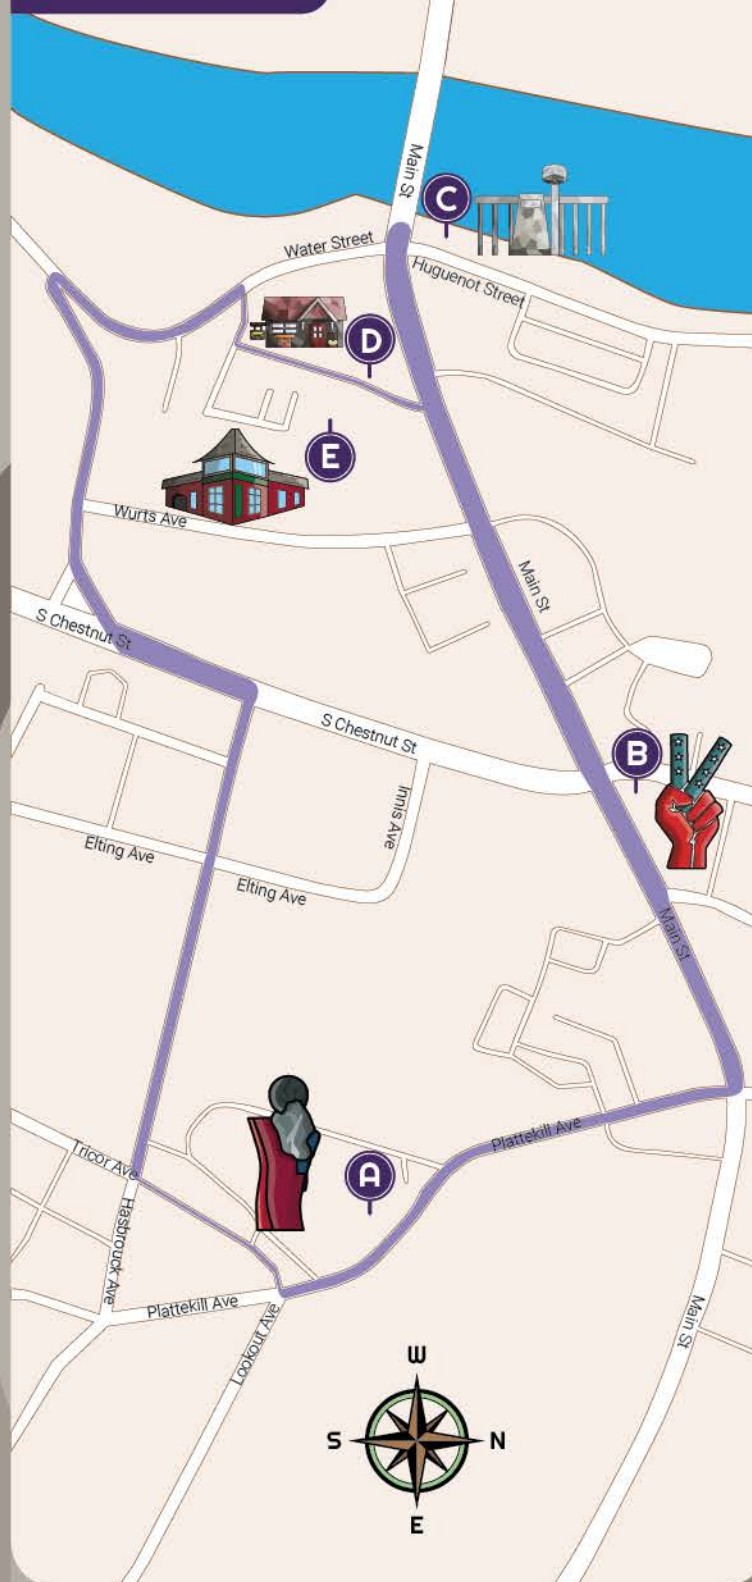 Main St
C
Water Street
Huguenot Street
D
E
Wurts Ave
Main St
S Chestnut St
S Chestnut St
B
Innis Ave
Elting Ave
Elting Ave
Main St
Plattekill Ave
Tricor Ave
A
Hasbrouck Ave
Plattekill Ave
Lookout Ave
Main St
W
S
N
E